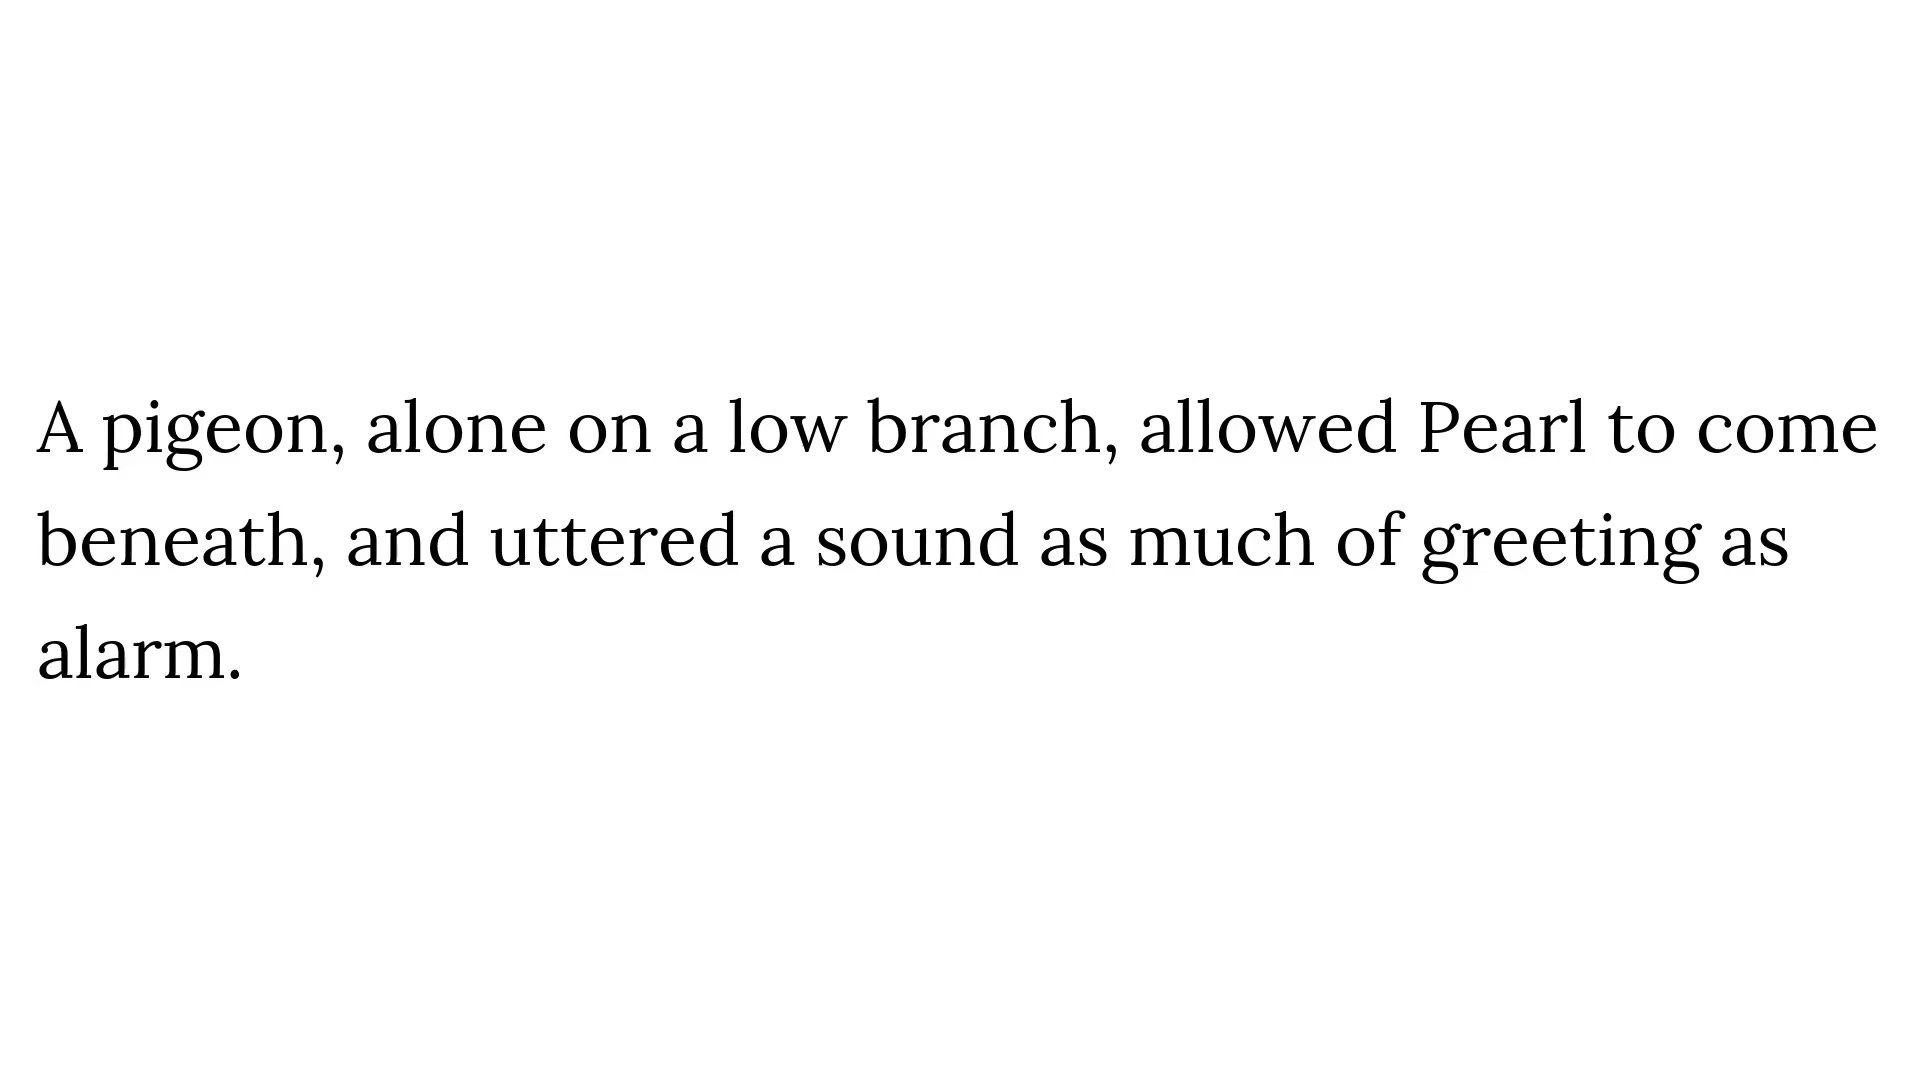 A pigeon, alone on a low branch, allowed Pearl to come
beneath, and uttered a sound as much of greeting as
alarm.